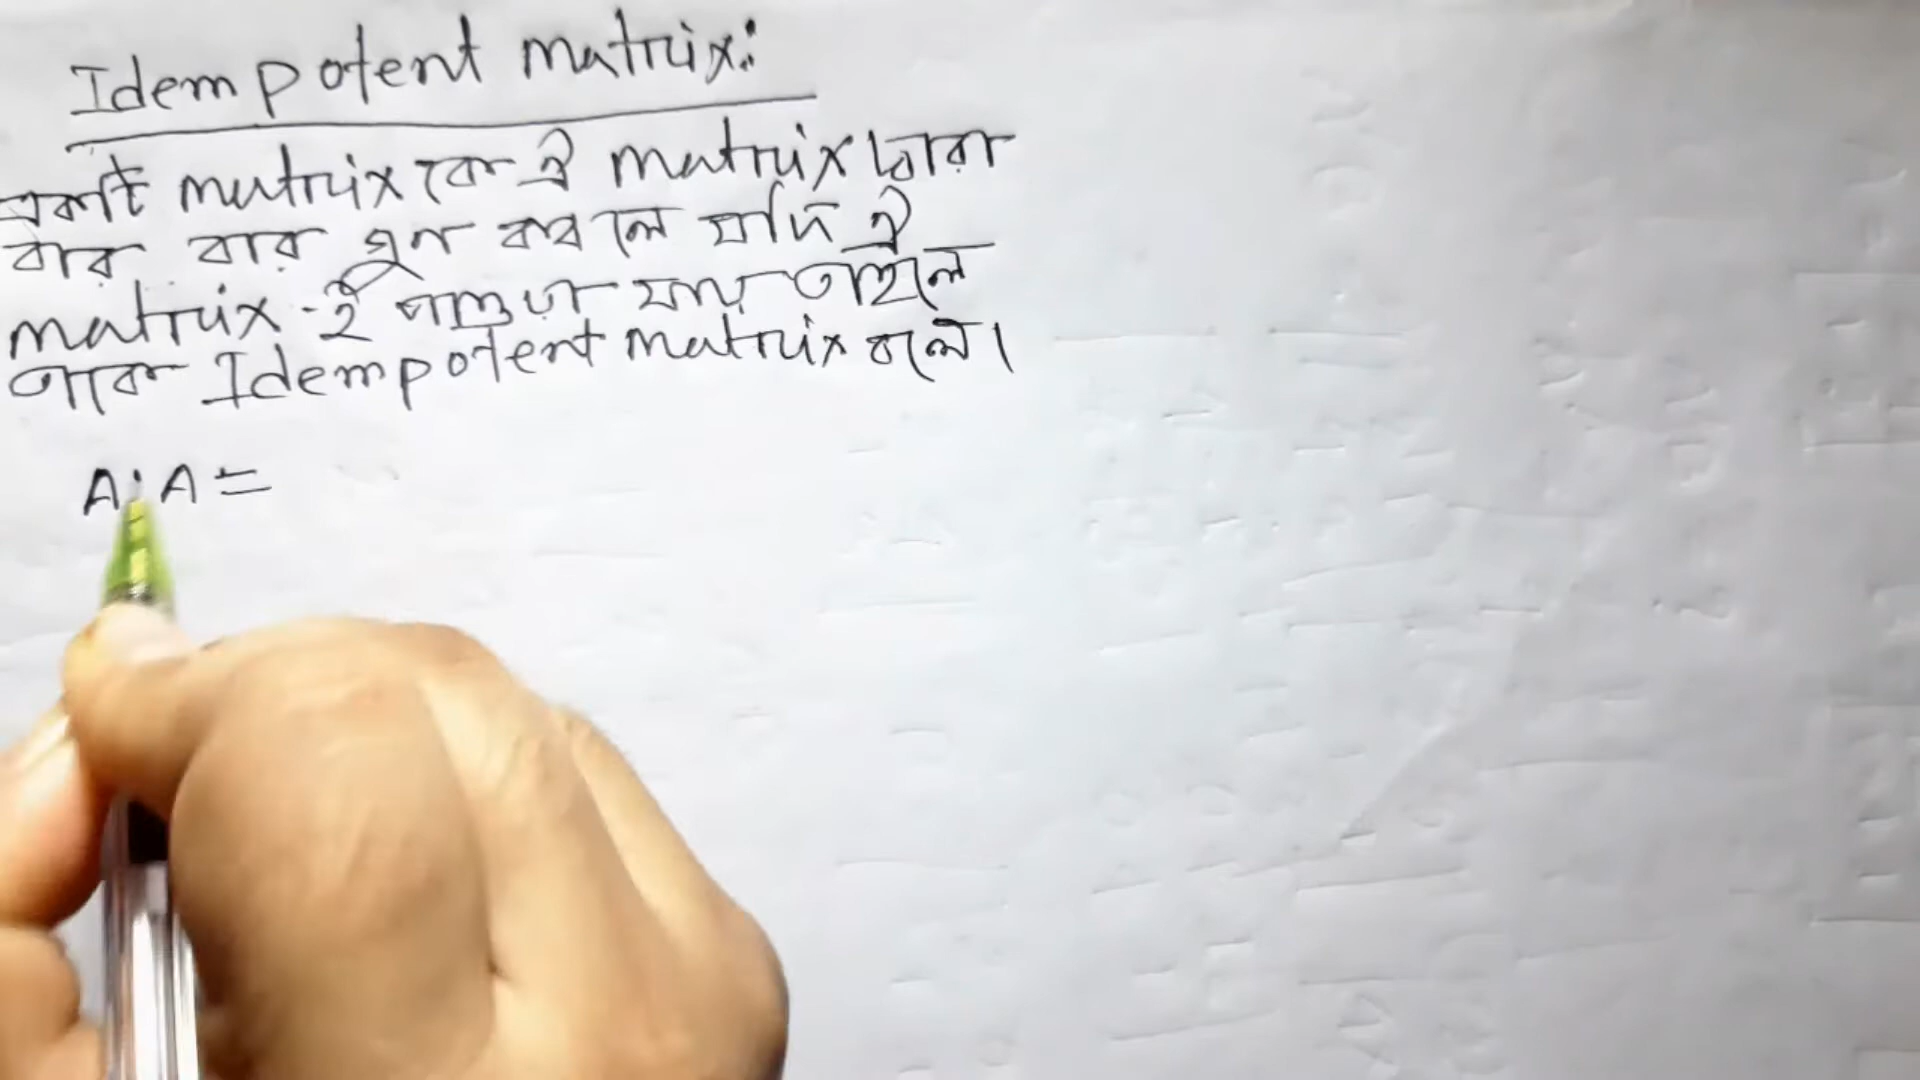 Idempotent matrix:
একটি matrix কে ঐ matrix দ্বারা
বার বার গুণ করলে যদি ঐ
matrix-ই পাওয়া যায় তাহলে
তাকে Idempotent matrix বলে।
A·A=